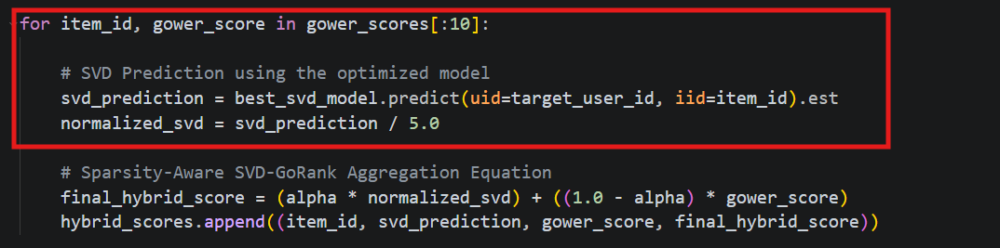 for item_id, gower_score in gower_scores[:10]:
# SVD Prediction using the optimized model
svd_prediction = best_svd_model.predict(uid=target_user_id, iid=item_id).est
normalized_svd = svd_prediction / 5.0
# Sparsity-Aware SVD-GoRank Aggregation Equation
final_hybrid_score = (alpha * normalized_svd) + ((1.0 - alpha) * gower_score)
hybrid_scores.append((item_id, svd_prediction, gower_score, final_hybrid_score))